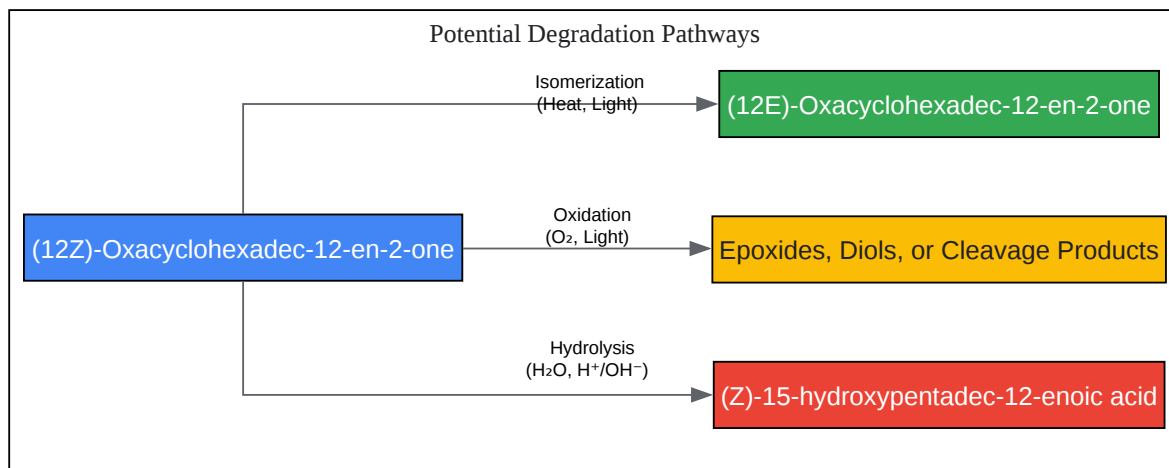 Potential Degradation Pathways
Isomerization
(Heat, Light)
(12E)-Oxacyclohexadec-12-en-2-one
(12Z)-Oxacyclohexadec-12-en-2-one
Oxidation
(O₂, Light)
Epoxides, Diols, or Cleavage Products
Hydrolysis
(H₂O, H⁺/OH⁻)
(Z)-15-hydroxypentadec-12-enoic acid